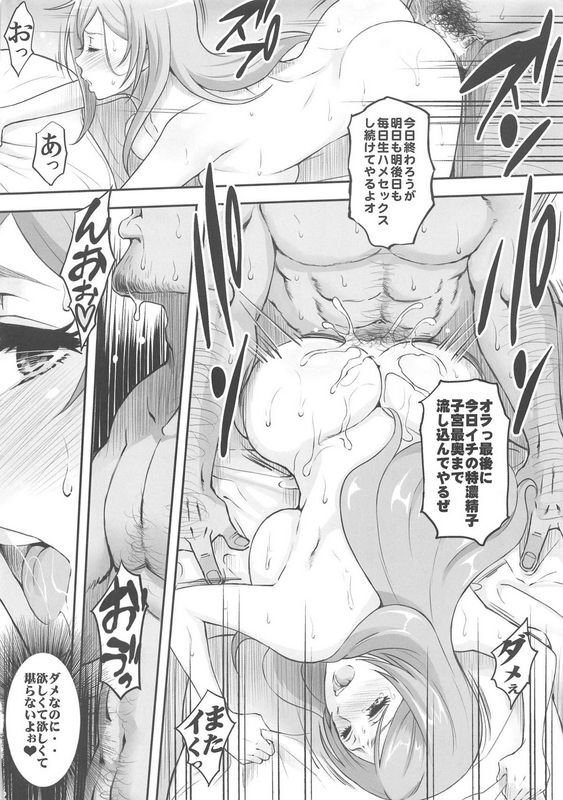 おっ
あっ
ズン
ズン
今日終わろうが
明日も明後日も
毎日生ハメセックス
し続けてやるよオ
んおぉ♡
オラっ最後に
今日イチの特濃精子
子宮最奥まで
流し込んでやるぜ
おぅっ
ダメぇ
また
イくっ
ダメなのに・・
欲しくて欲しくて
堪らないよぉ♥